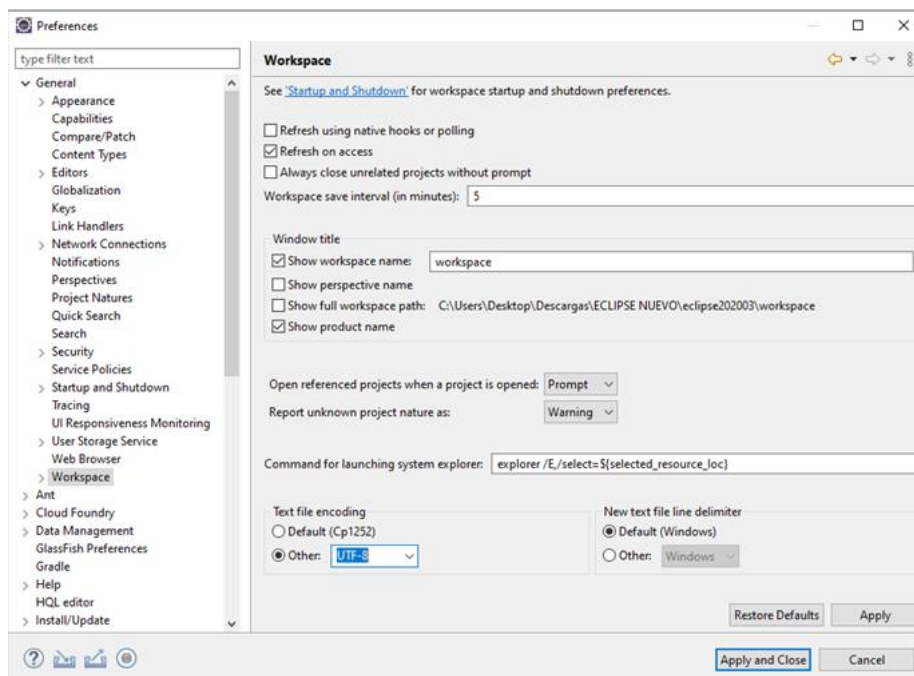 Preferences
type filter text
General
Appearance
Capabilities
Compare/Patch
Content Types
Editors
Globalization
Keys
Link Handlers
Network Connections
Notifications
Perspectives
Project Natures
Quick Search
Search
Security
Service Policies
Startup and Shutdown
Tracing
UI Responsiveness Monitoring
User Storage Service
Web Browser
Workspace
Ant
Cloud Foundry
Data Management
GlassFish Preferences
Gradle
Help
HQL editor
Install/Update
Workspace
See 'Startup and Shutdown' for workspace startup and shutdown preferences.
Refresh using native hooks or polling
Refresh on access
Always close unrelated projects without prompt
Workspace save interval (in minutes): 5
Window title
Show workspace name: workspace
Show perspective name
Show full workspace path: C:\Users\Desktop\Descargas\ECLIPSE NUEVO\eclipse202003\workspace
Show product name
Open referenced projects when a project is opened: Prompt
Report unknown project nature as: Warning
Command for launching system explorer: explorer /E,/select=${selected_resource_loc}
Text file encoding
Default (Cp1252)
Other: UTF-8
New text file line delimiter
Default (Windows)
Other: Windows
Restore Defaults Apply
Apply and Close Cancel